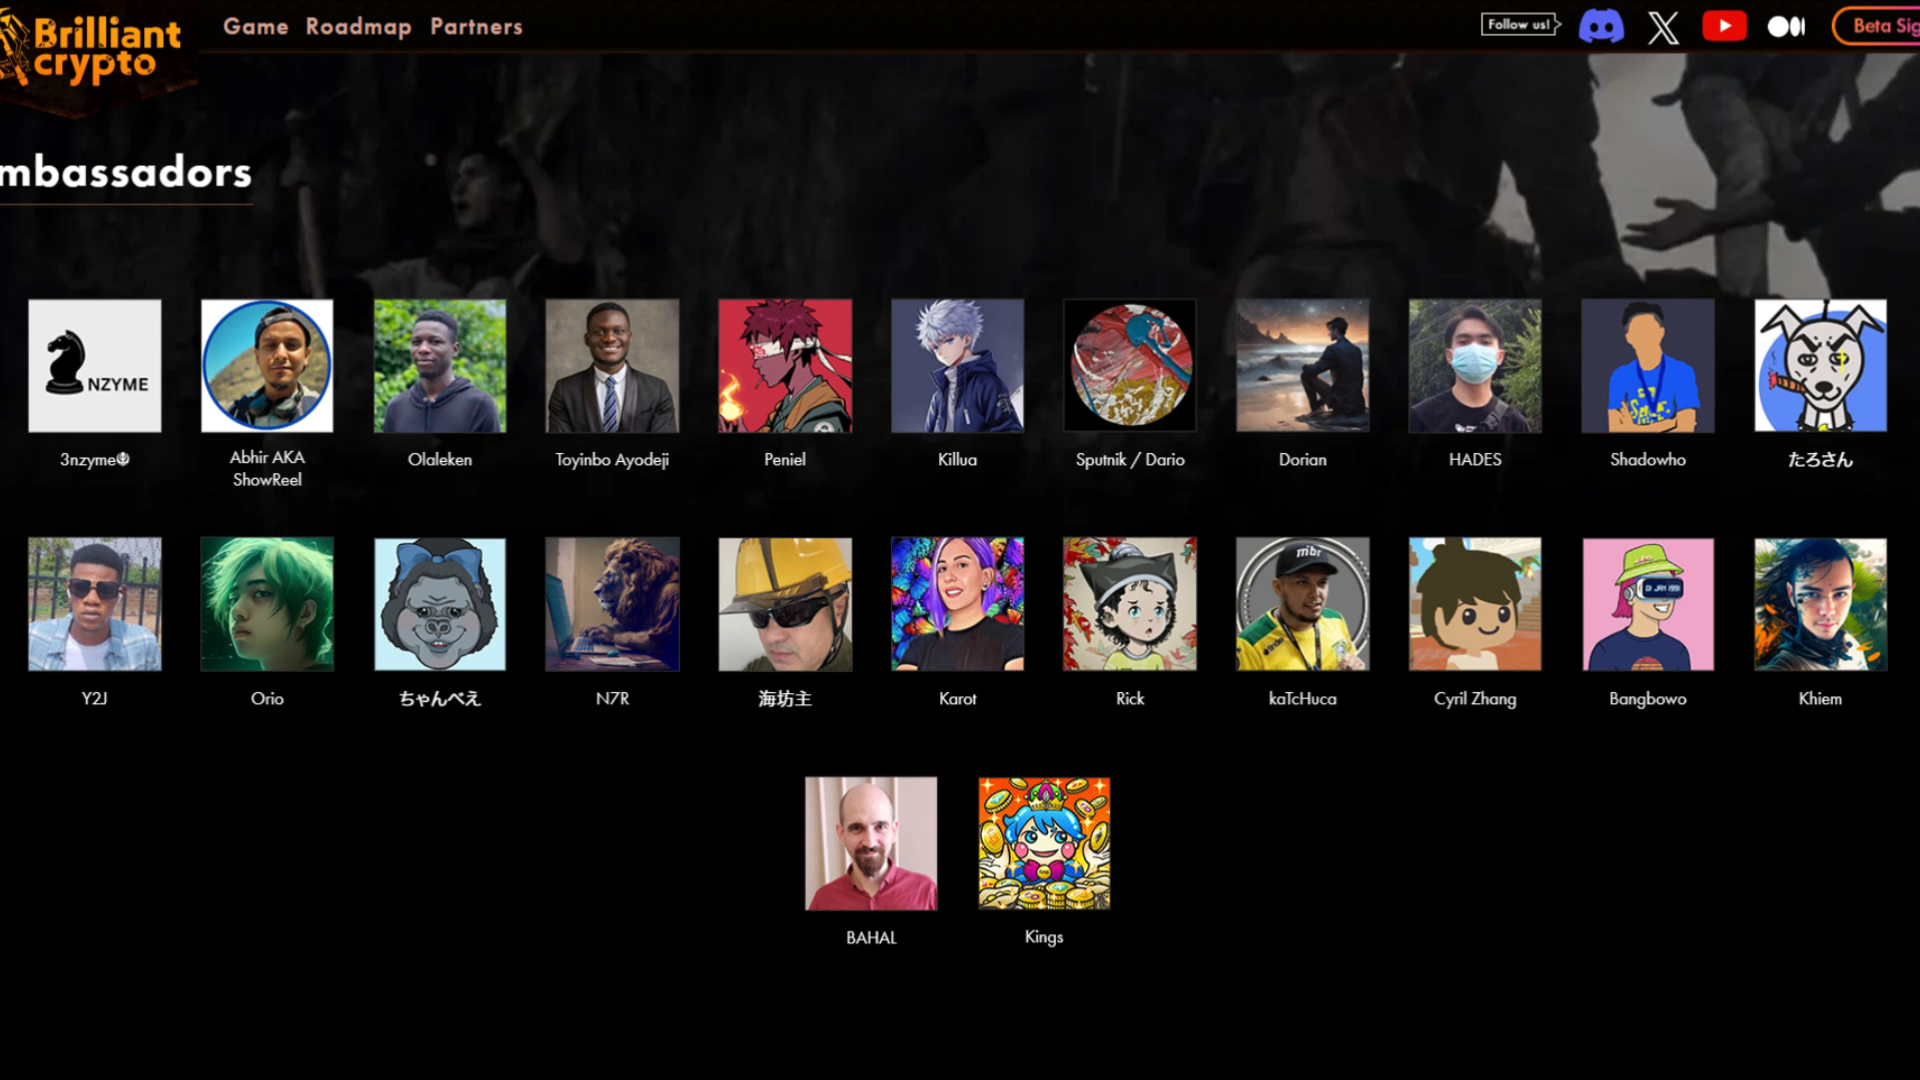 Brilliant
crypto
Game Roadmap Partners
Follow us!
Beta Sig
mbassadors
NZYME
3nzyme
Abhir AKA
ShowReel
Olaleken
Toyinbo Ayodeji
Peniel
Killua
Sputnik / Dario
Dorian
HADES
Shadowho
たろさん
mibr
Y2J
Orio
ちゃんべえ
N7R
海坊主
Karot
Rick
kaTcHuca
Cyril Zhang
Bangbowo
Khiem
BAHAL
Kings